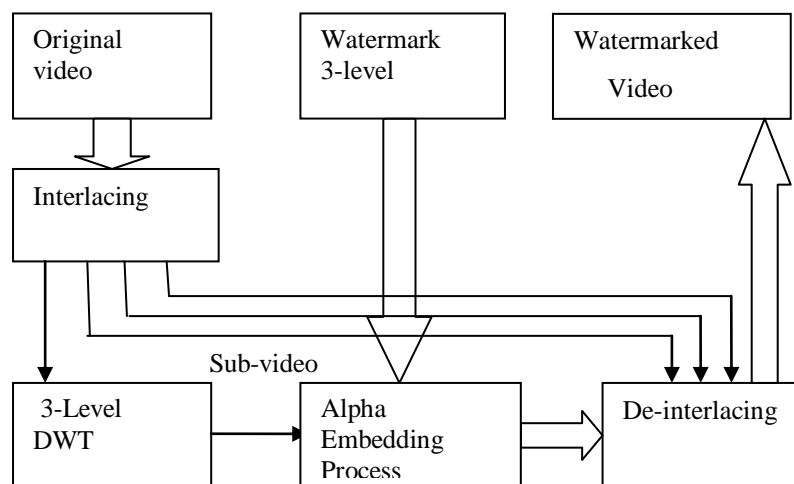 Original
video
Watermark
3-level
Watermarked
Video
Interlacing
Sub-video
3-Level
DWT
Alpha
Embedding
Process
De-interlacing